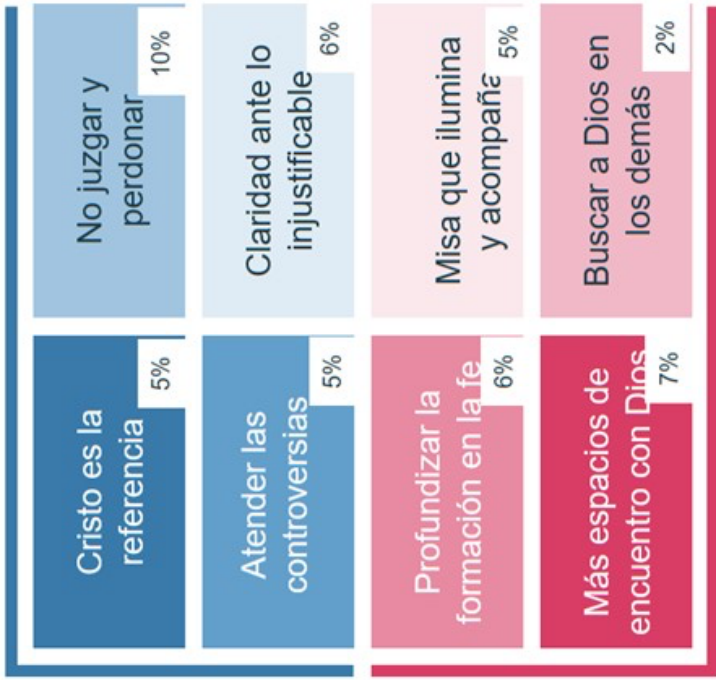 Cristo es la
referencia
5%
No juzgar y
perdonar
10%
Atender las
controversias
5%
Claridad ante lo
injustificable
6%
Profundizar la
formación en la fe
6%
Misa que ilumina
y acompaña
5%
Más espacios de
encuentro con Dios
7%
Buscar a Dios en
los demás
2%